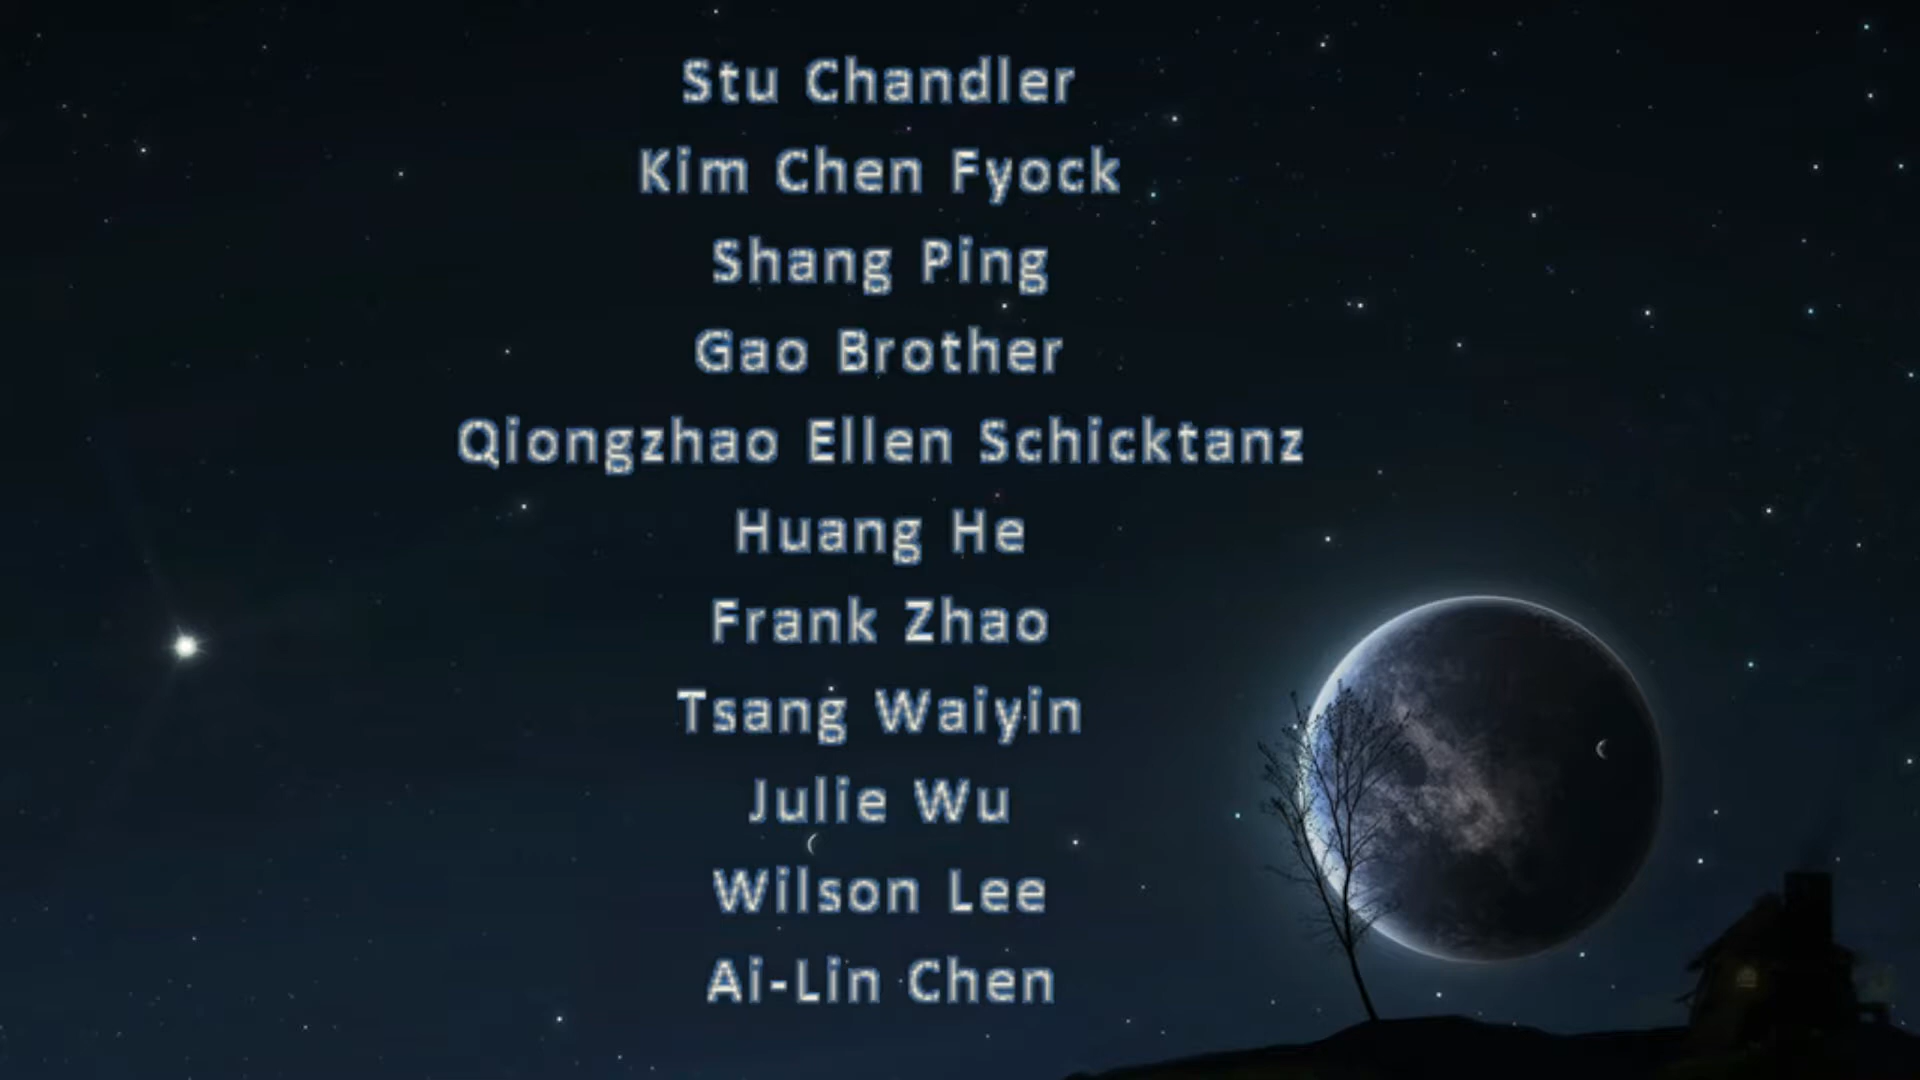 Stu Chandler
Kim Chen Fyock
Shang Ping
Gao Brother
Qiongzhao Ellen Schicktanz
Huang He
Frank Zhao
Tsang Waiyin
Julie Wu
Wilson Lee
Ai-Lin Chen